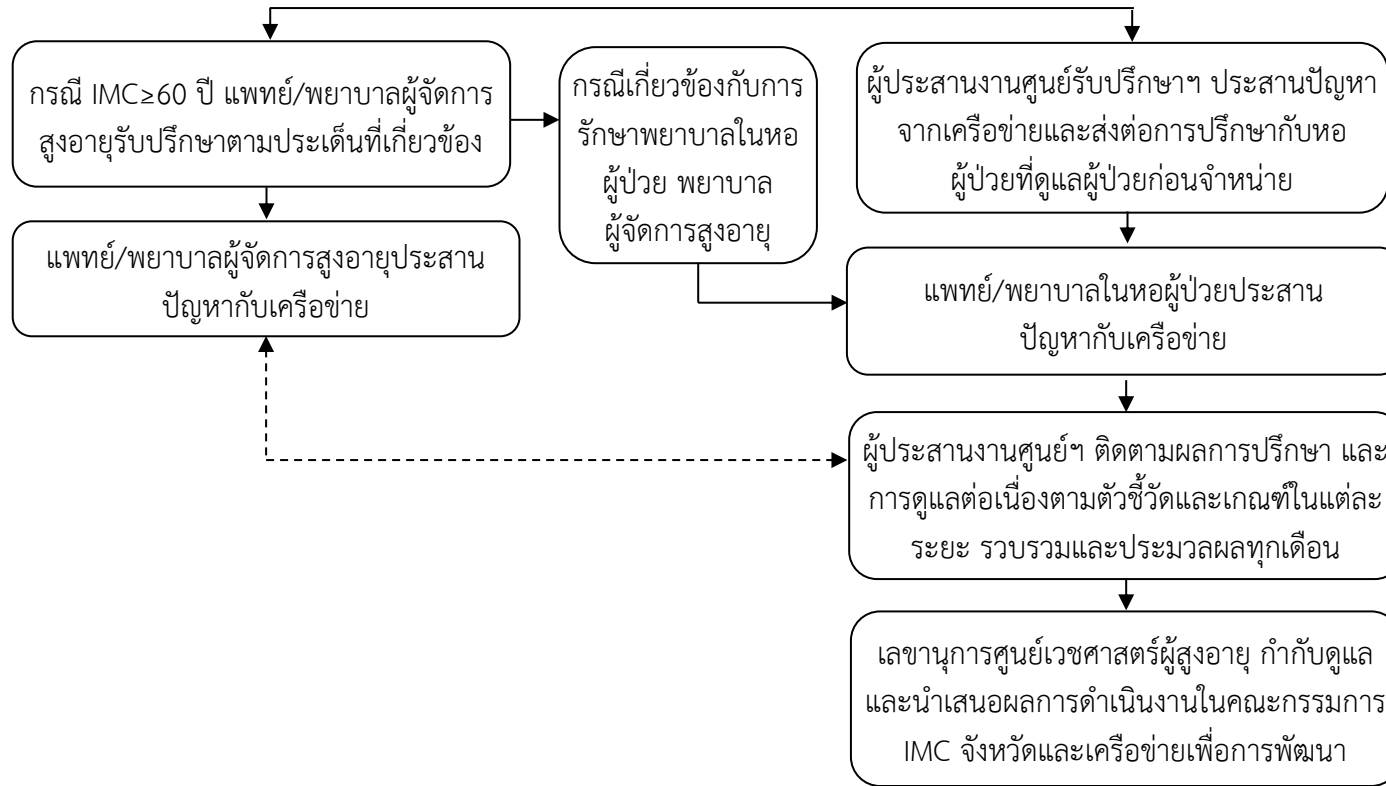 กรณี IMC≥60 ปี แพทย์/พยาบาลผู้จัดการ
สูงอายุรับปรึกษาตามประเด็นที่เกี่ยวข้อง
กรณีเกี่ยวข้องกับการ
รักษาพยาบาลในหอ
ผู้ป่วย พยาบาล
ผู้จัดการสูงอายุ
ผู้ประสานงานศูนย์รับปรึกษาฯ ประสานปัญหา
จากเครือข่ายและส่งต่อการปรึกษากับหอ
ผู้ป่วยที่ดูแลผู้ป่วยก่อนจำหน่าย
แพทย์/พยาบาลผู้จัดการสูงอายุประสาน
ปัญหากับเครือข่าย
แพทย์/พยาบาลในหอผู้ป่วยประสาน
ปัญหากับเครือข่าย
ผู้ประสานงานศูนย์ฯ ติดตามผลการปรึกษา และ
การดูแลต่อเนื่องตามตัวชี้วัดและเกณฑ์ในแต่ละ
ระยะ รวบรวมและประมวลผลทุกเดือน
เลขานุการศูนย์เวชศาสตร์ผู้สูงอายุ กำกับดูแล
และนำเสนอผลการดำเนินงานในคณะกรรมการ
IMC จังหวัดและเครือข่ายเพื่อการพัฒนา